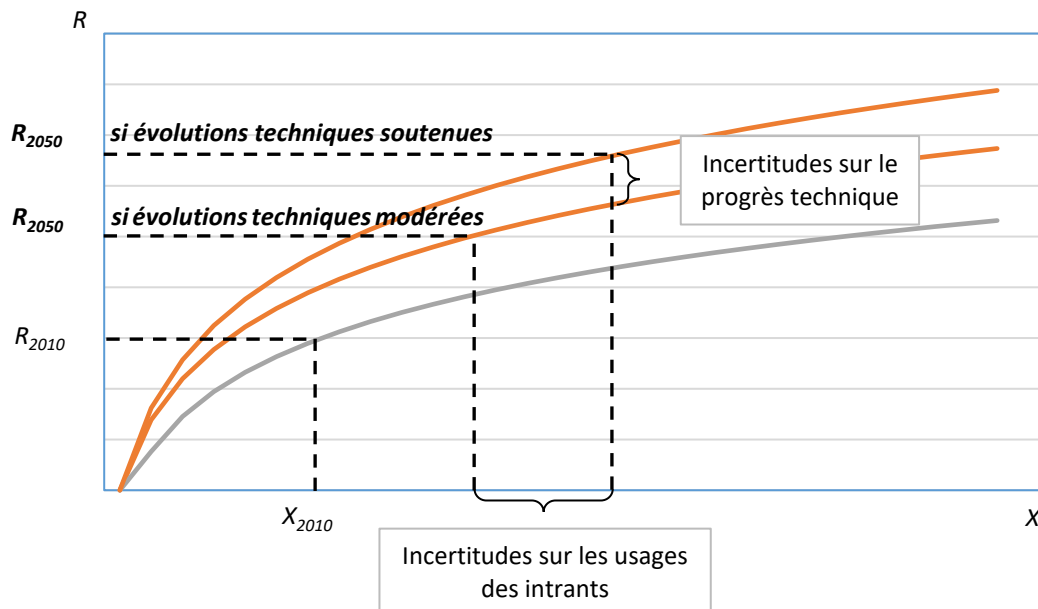 R
R2050
si évolutions techniques soutenues
Incertitudes sur le
progrès technique
R2050
si évolutions techniques modérées
R2010
X2010
X
Incertitudes sur les usages
des intrants